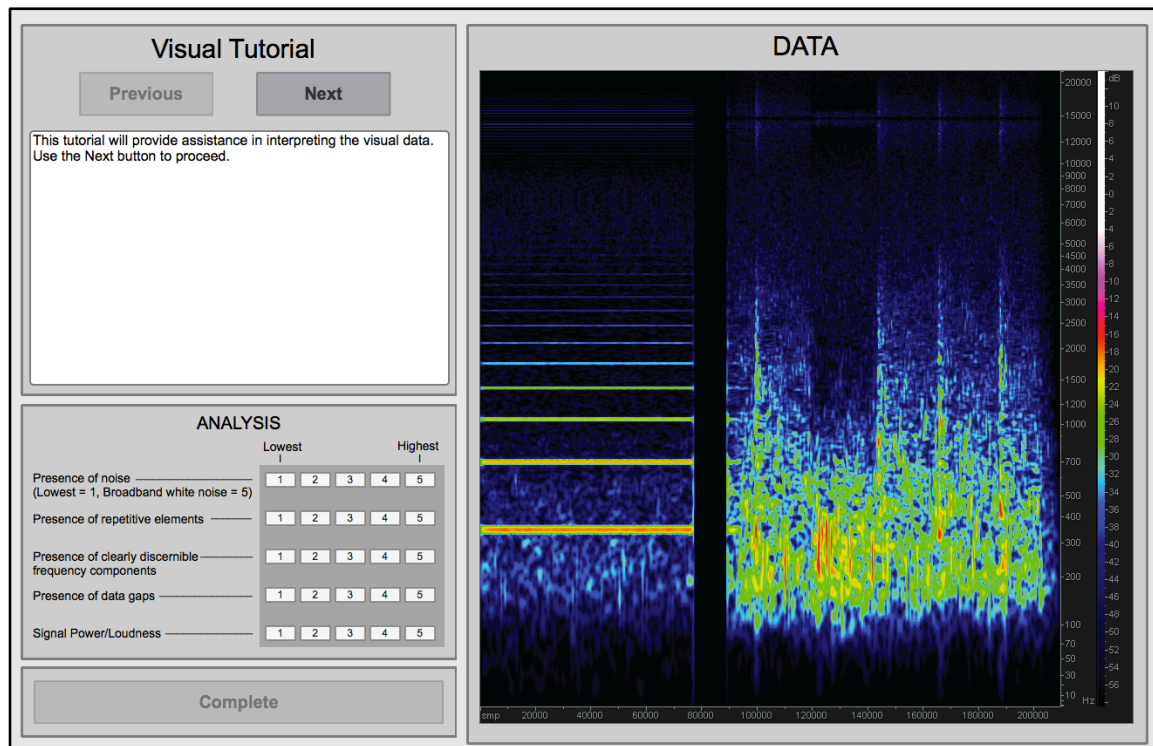 Visual Tutorial
Previous
Next
This tutorial will provide assistance in interpreting the visual data.
Use the Next button to proceed.
ANALYSIS
Lowest
Highest
Presence of noise
(Lowest = 1, Broadband white noise = 5)
1 2 3 4 5
Presence of repetitive elements
1 2 3 4 5
Presence of clearly discernible
frequency components
1 2 3 4 5
Presence of data gaps
1 2 3 4 5
Signal Power/Loudness
1 2 3 4 5
Complete
DATA
20000
15000
12000
10000
9000
8000
7000
6000
5000
4500
4000
3500
3000
2500
2000
1500
1200
1000
700
500
400
300
200
100
70
50
30
10
Hz
dB
-10
-8
-6
-4
-2
0
-2
-4
-6
-8
-10
-12
-14
-16
-18
-20
-22
-24
-26
-28
-30
-32
-34
-36
-38
-40
-42
-44
-46
-48
-50
-52
-54
-56
smp 20000 40000 60000 80000 100000 120000 140000 160000 180000 200000